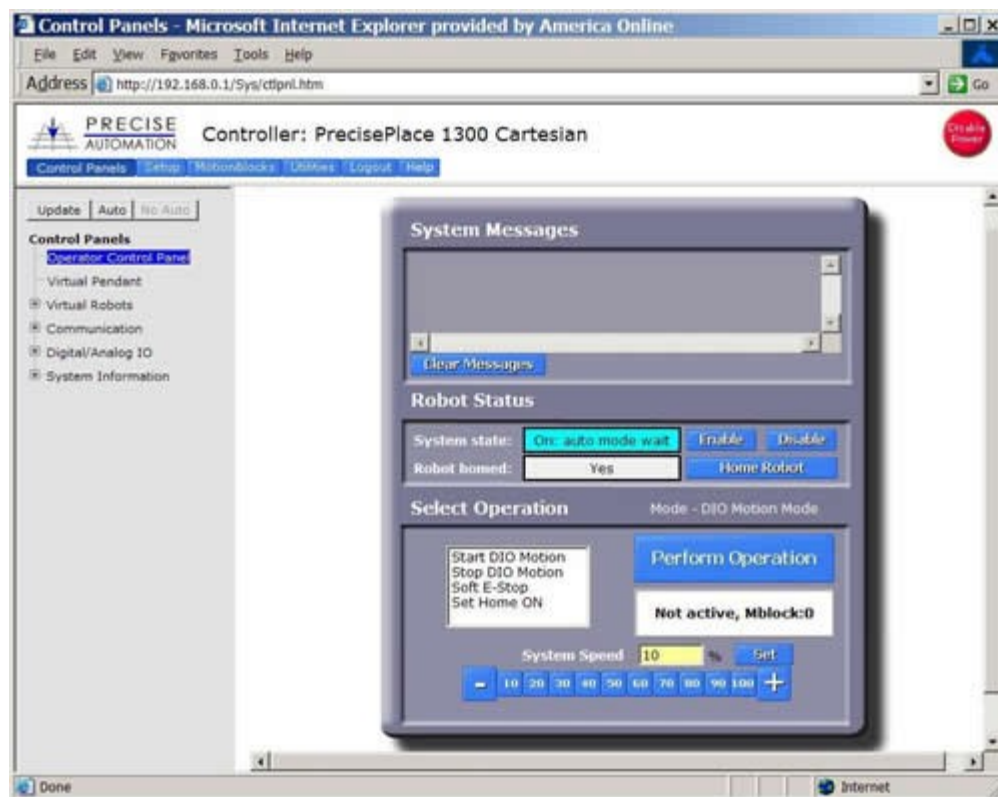 Control Panels - Microsoft Internet Explorer provided by America Online
File Edit View Favorites Tools Help
Address http://192.168.0.1/Sys/ctlpnl.htm Go
PRECISE
AUTOMATION
Controller: PrecisePlace 1300 Cartesian
Disable
Power
Control Panels Setup MotionBlocks Utilities Logout Help
Update Auto No Auto
Control Panels
Operator Control Panel
Virtual Pendant
Virtual Robots
Communication
Digital/Analog IO
System Information
System Messages
Clear Messages
Robot Status
System state: On: auto mode wait Enable Disable
Robot homed: Yes Home Robot
Select Operation Mode - DIO Motion Mode
Start DIO Motion
Stop DIO Motion
Soft E-Stop
Set Home ON
Perform Operation
Not active, Mblock:0
System Speed 10 % Set
- 10 20 30 40 50 60 70 80 90 100 +
Done Internet